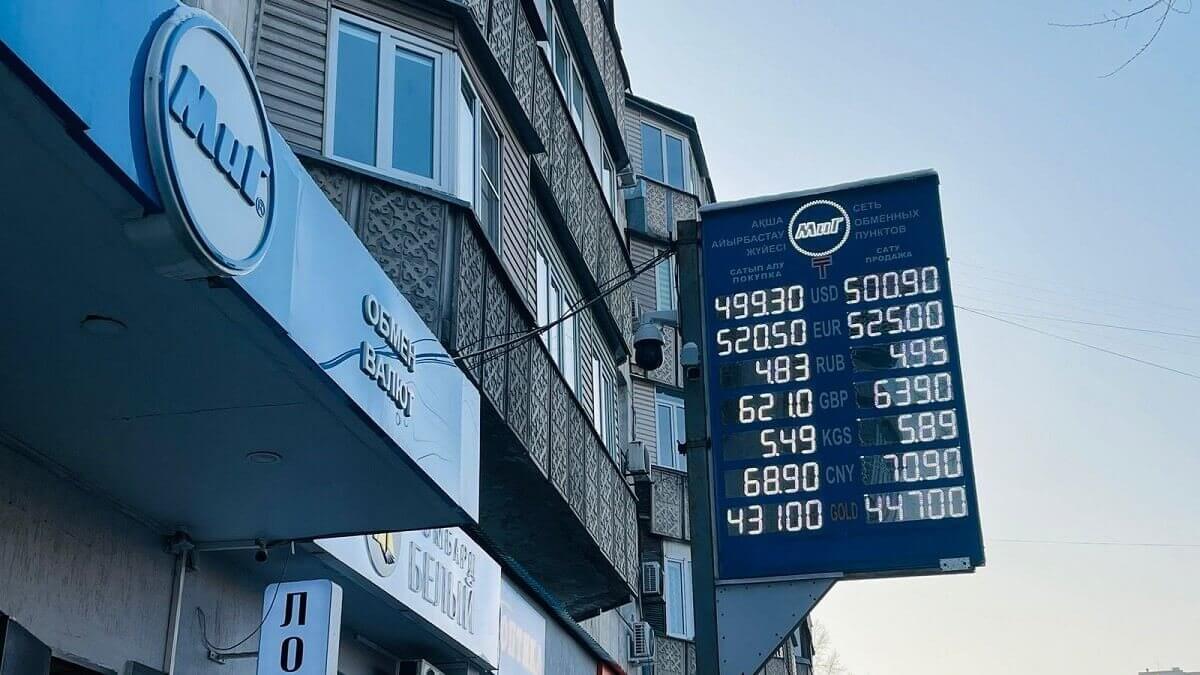 МиГ
®
ОБМЕН
ВАЛЮТ
БЕЛЫЙ
Л
О
АҚША
АЙЫРБАСТАУ
ЖҮЙЕСІ
МиГ
СЕТЬ
ОБМЕННЫХ
ПУНКТОВ
САТЫП АЛУ
ПОКУПКА
₸
САТУ
ПРОДАЖА
499.30 USD 500.90
520.50 EUR 525.00
4.83 RUB 4.95
621.0 GBP 639.0
5.49 KGS 5.89
68.90 CNY 70.90
43100 GOLD 44700